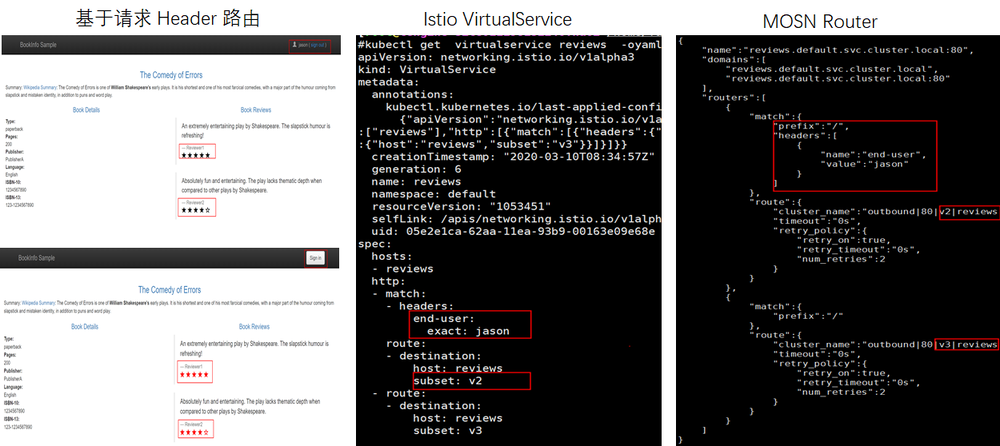 基于请求 Header 路由
BookInfo Sample
jason (sign out)
The Comedy of Errors
Summary: Wikipedia Summary: The Comedy of Errors is one of William Shakespeare's early plays. It is his shortest and one of his most farcical comedies, with a major part of the humour coming from
slapstick and mistaken identity, in addition to puns and word play.
Book Details
Book Reviews
Type:
paperback
Pages:
200
Publisher:
PublisherA
Language:
English
ISBN-10:
1234567890
ISBN-13:
123-1234567890
An extremely entertaining play by Shakespeare. The slapstick humour is
refreshing!
— Reviewer1
★★★★★
Absolutely fun and entertaining. The play lacks thematic depth when
compared to other plays by Shakespeare.
— Reviewer2
★★★★☆
BookInfo Sample
Sign in
The Comedy of Errors
Summary: Wikipedia Summary: The Comedy of Errors is one of William Shakespeare's early plays. It is his shortest and one of his most farcical comedies, with a major part of the humour coming from
slapstick and mistaken identity, in addition to puns and word play.
Book Details
Book Reviews
Type:
paperback
Pages:
200
Publisher:
PublisherA
Language:
English
ISBN-10:
1234567890
ISBN-13:
123-1234567890
An extremely entertaining play by Shakespeare. The slapstick humour is
refreshing!
— Reviewer1
★★★★★
Absolutely fun and entertaining. The play lacks thematic depth when
compared to other plays by Shakespeare.
— Reviewer2
★★★★☆
Istio VirtualService
#kubectl get virtualservice reviews -oyaml
apiVersion: networking.istio.io/v1alpha3
kind: VirtualService
metadata:
annotations:
kubectl.kubernetes.io/last-applied-confi
{"apiVersion":"networking.istio.io/v1a
:["reviews"],"http":[{"match":[{"headers":{"
:{"host":"reviews","subset":"v3"}}]}]}}
creationTimestamp: "2020-03-10T08:34:57Z"
generation: 6
name: reviews
namespace: default
resourceVersion: "1053451"
selfLink: /apis/networking.istio.io/v1alph
uid: 05e2e1ca-62aa-11ea-93b9-00163e09e68e
spec:
hosts:
- reviews
http:
- match:
- headers:
end-user:
exact: jason
route:
- destination:
host: reviews
subset: v2
- route:
- destination:
host: reviews
subset: v3
MOSN Router
{
"name":"reviews.default.svc.cluster.local:80",
"domains":[
"reviews.default.svc.cluster.local",
"reviews.default.svc.cluster.local:80"
],
"routers":[
{
"match":{
"prefix":"/",
"headers":[
{
"name":"end-user",
"value":"jason"
}
]
},
"route":{
"cluster_name":"outbound|80|v2|reviews
"timeout":"0s",
"retry_policy":{
"retry_on":true,
"retry_timeout":"0s",
"num_retries":2
}
}
},
{
"match":{
"prefix":"/"
},
"route":{
"cluster_name":"outbound|80|v3|reviews
"timeout":"0s",
"retry_policy":{
"retry_on":true,
"retry_timeout":"0s",
"num_retries":2
}
}
}
]
}